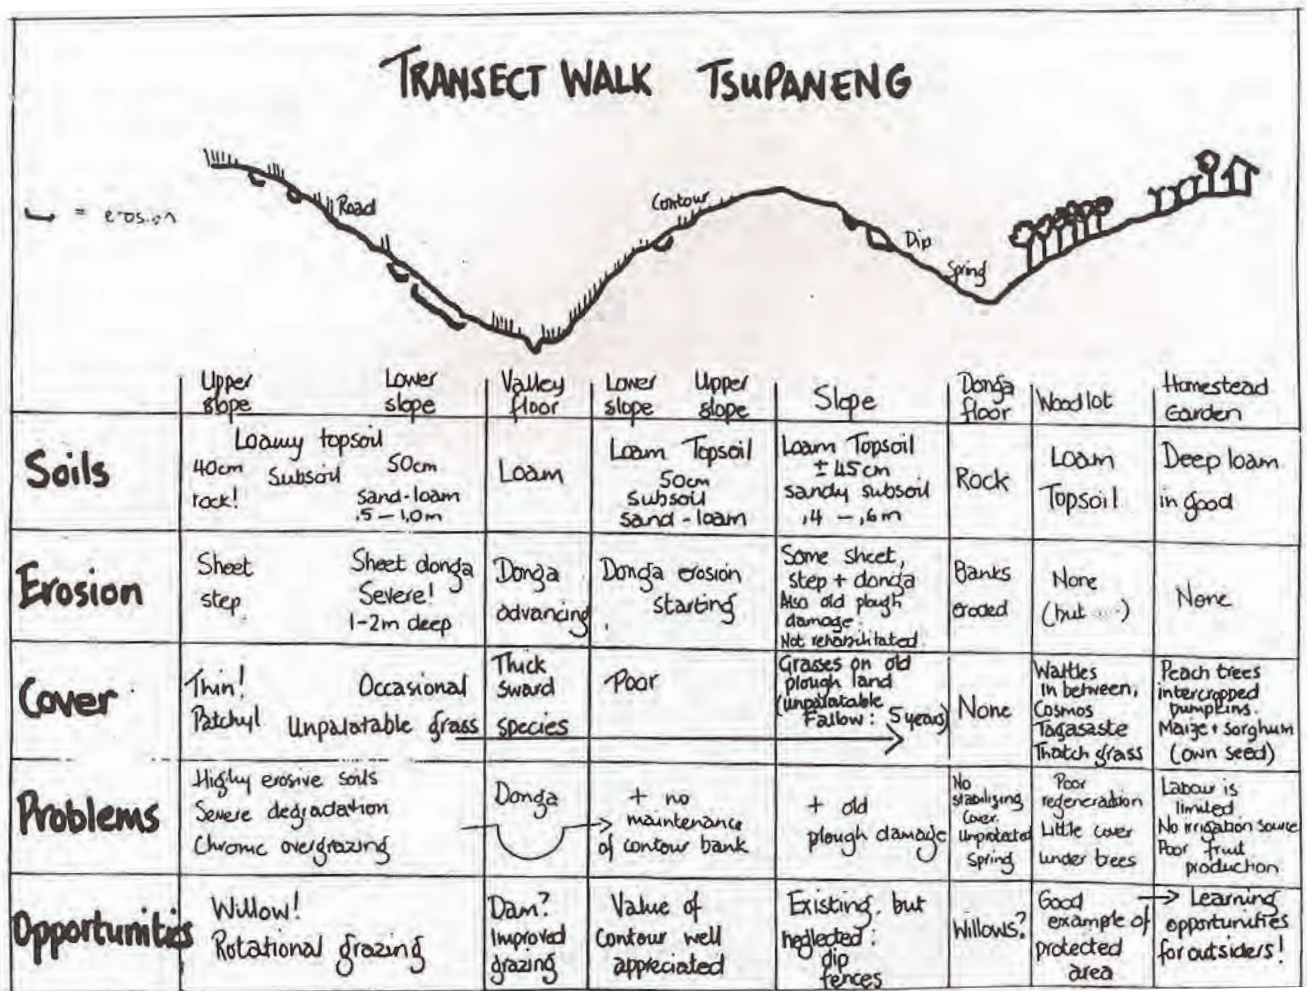 TRANSECT WALK TSUPANENG
= erosion
Road
Contour
Dip
Spring
Upper slope
Lower slope
Valley floor
Lower slope
Upper slope
Slope
Donga floor
Woodlot
Homestead Garden
Soils
Loamy topsoil
40cm
rock!
Subsoil
50cm
sand-loam
.5 - 1.0m
Loam
Loam Topsoil
50cm
subsoil
sand-loam
Loam Topsoil
± 45cm
sandy subsoil
.4 - .6m
Rock
Loam
Topsoil
Deep loam
in good
Erosion
Sheet
step
Sheet donga
Severe!
1-2m deep
Donga
advancing
Donga erosion
starting
Some sheet,
step + donga
Also old plough
damage.
Not rehabilitated
Banks
eroded
None
(but
None
Cover
Thin!
Patchy!
Occasional
Unpalatable grass species
Thick
sward
Poor
Grasses on old
plough land
(unpalatable
Fallow: 5 years)
None
Wattles
in between,
Cosmos
Tagasaste
Thatch grass
Peach trees
intercropped
pumpkins.
Maize + sorghum
(own seed)
Problems
Highly erosive soils
Severe degradation
Chronic overgrazing
Donga
+ no
maintenance
of contour bank
+ old
plough damage
No
stabilizing
cover.
Unprotected
Spring
Poor
regeneration
Little cover
under trees
Labour is
limited
No irrigation source
Poor fruit
production
Opportunities
Willow!
Rotational grazing
Dam?
Improved
grazing
Value of
contour well
appreciated
Existing, but
neglected:
dip
fences
Willows?
Good
example of
protected
area
→ Learning
opportunities
for outsiders!